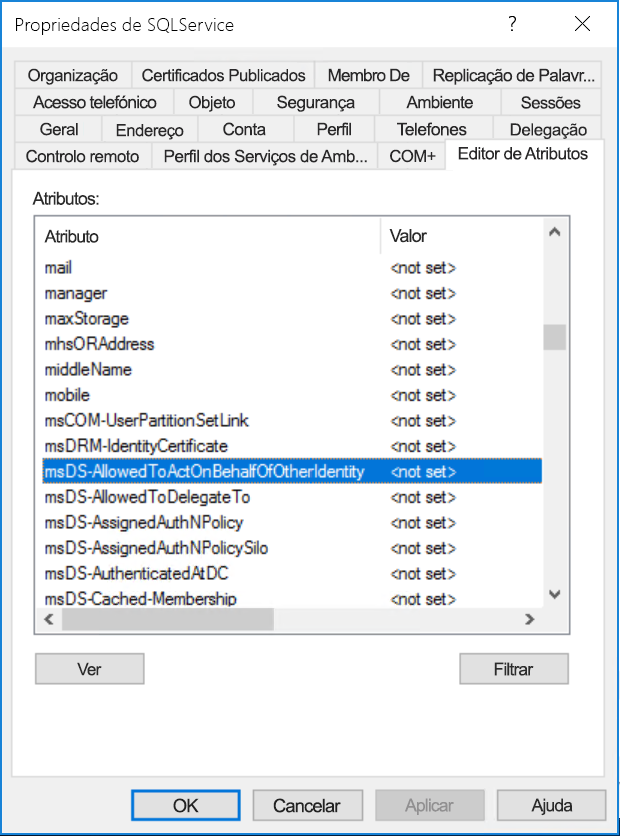 Propriedades de SQLService ?
Organização Certificados Publicados Membro De Replicação de Palavr...
Acesso telefónico Objeto Segurança Ambiente Sessões
Geral Endereço Conta Perfil Telefones Delegação
Controlo remoto Perfil dos Serviços de Amb... COM+ Editor de Atributos
Atributos:
Atributo Valor
mail <not set>
manager <not set>
maxStorage <not set>
mhsORAddress <not set>
middleName <not set>
mobile <not set>
msCOM-UserPartitionSetLink <not set>
msDRM-IdentityCertificate <not set>
msDS-AllowedToActOnBehalfOfOtherIdentity <not set>
msDS-AllowedToDelegateTo <not set>
msDS-AssignedAuthNPolicy <not set>
msDS-AssignedAuthNPolicySilo <not set>
msDS-AuthenticatedAtDC <not set>
msDS-Cached-Membership <not set>
Ver Filtrar
OK Cancelar Aplicar Ajuda